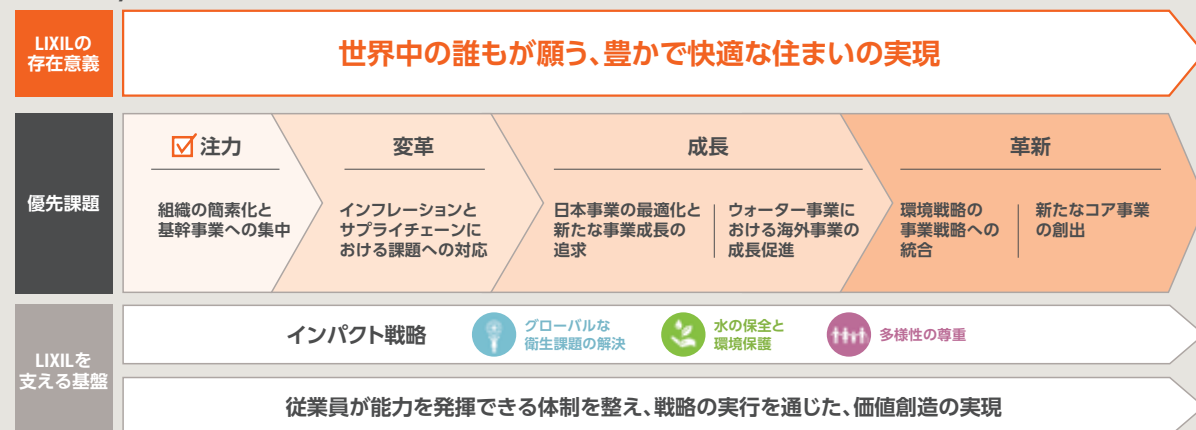 LIXILの
存在意義
世界中の誰もが願う、豊かで快適な住まいの実現
優先課題
注力
組織の簡素化と
基幹事業への集中
変革
インフレーションと
サプライチェーンに
おける課題への対応
成長
日本事業の最適化と
新たな事業成長の
追求
ウォーター事業に
おける海外事業の
成長促進
革新
環境戦略の
事業戦略への
統合
新たなコア事業
の創出
LIXILを
支える基盤
インパクト戦略
グローバルな
衛生課題の解決
水の保全と
環境保護
多様性の尊重
従業員が能力を発揮できる体制を整え、戦略の実行を通じた、価値創造の実現